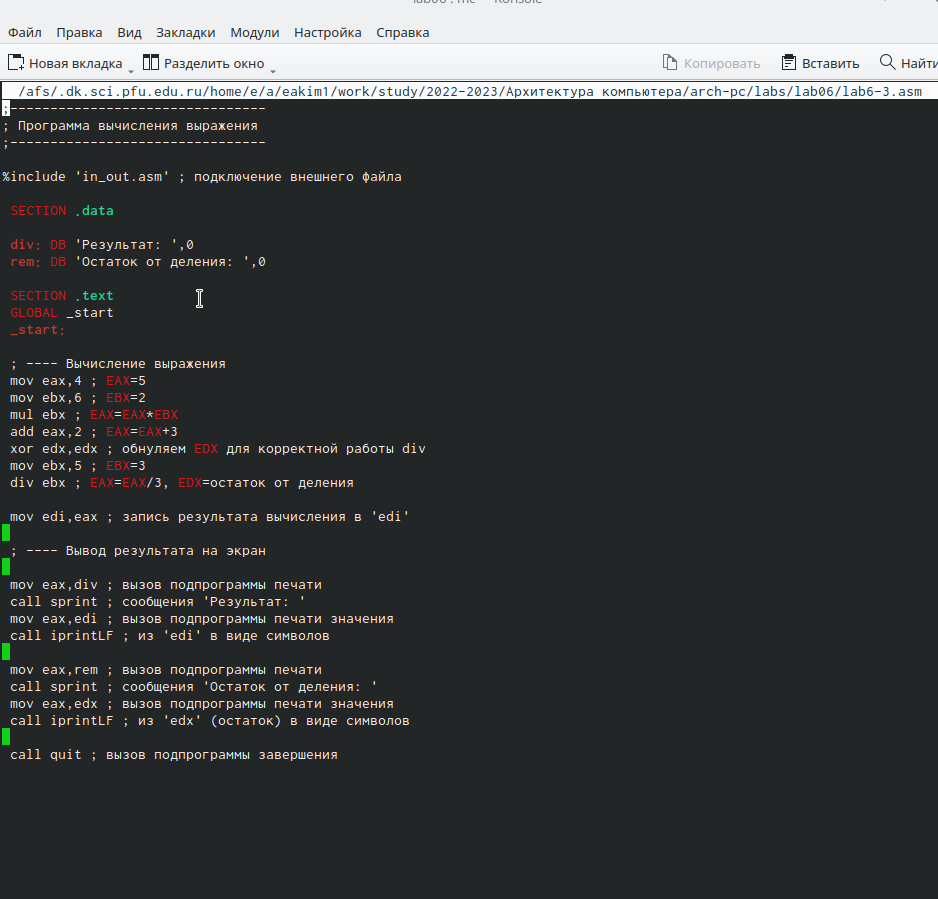 Файл Правка Вид Закладки Модули Настройка Справка
Новая вкладка Разделить окно Копировать Вставить Найти
/afs/.dk.sci.pfu.edu.ru/home/e/a/eakim1/work/study/2022-2023/Архитектура компьютера/arch-pc/labs/lab06/lab6-3.asm
;--------------------------------
; Программа вычисления выражения
;--------------------------------
%include 'in_out.asm' ; подключение внешнего файла
SECTION .data
div: DB 'Результат: ',0
rem: DB 'Остаток от деления: ',0
SECTION .text
GLOBAL _start
_start:
; ---- Вычисление выражения
mov eax,4 ; EAX=5
mov ebx,6 ; EBX=2
mul ebx ; EAX=EAX*EBX
add eax,2 ; EAX=EAX+3
xor edx,edx ; обнуляем EDX для корректной работы div
mov ebx,5 ; EBX=3
div ebx ; EAX=EAX/3, EDX=остаток от деления
mov edi,eax ; запись результата вычисления в 'edi'
; ---- Вывод результата на экран
mov eax,div ; вызов подпрограммы печати
call sprint ; сообщения 'Результат: '
mov eax,edi ; вызов подпрограммы печати значения
call iprintLF ; из 'edi' в виде символов
mov eax,rem ; вызов подпрограммы печати
call sprint ; сообщения 'Остаток от деления: '
mov eax,edx ; вызов подпрограммы печати значения
call iprintLF ; из 'edx' (остаток) в виде символов
call quit ; вызов подпрограммы завершения